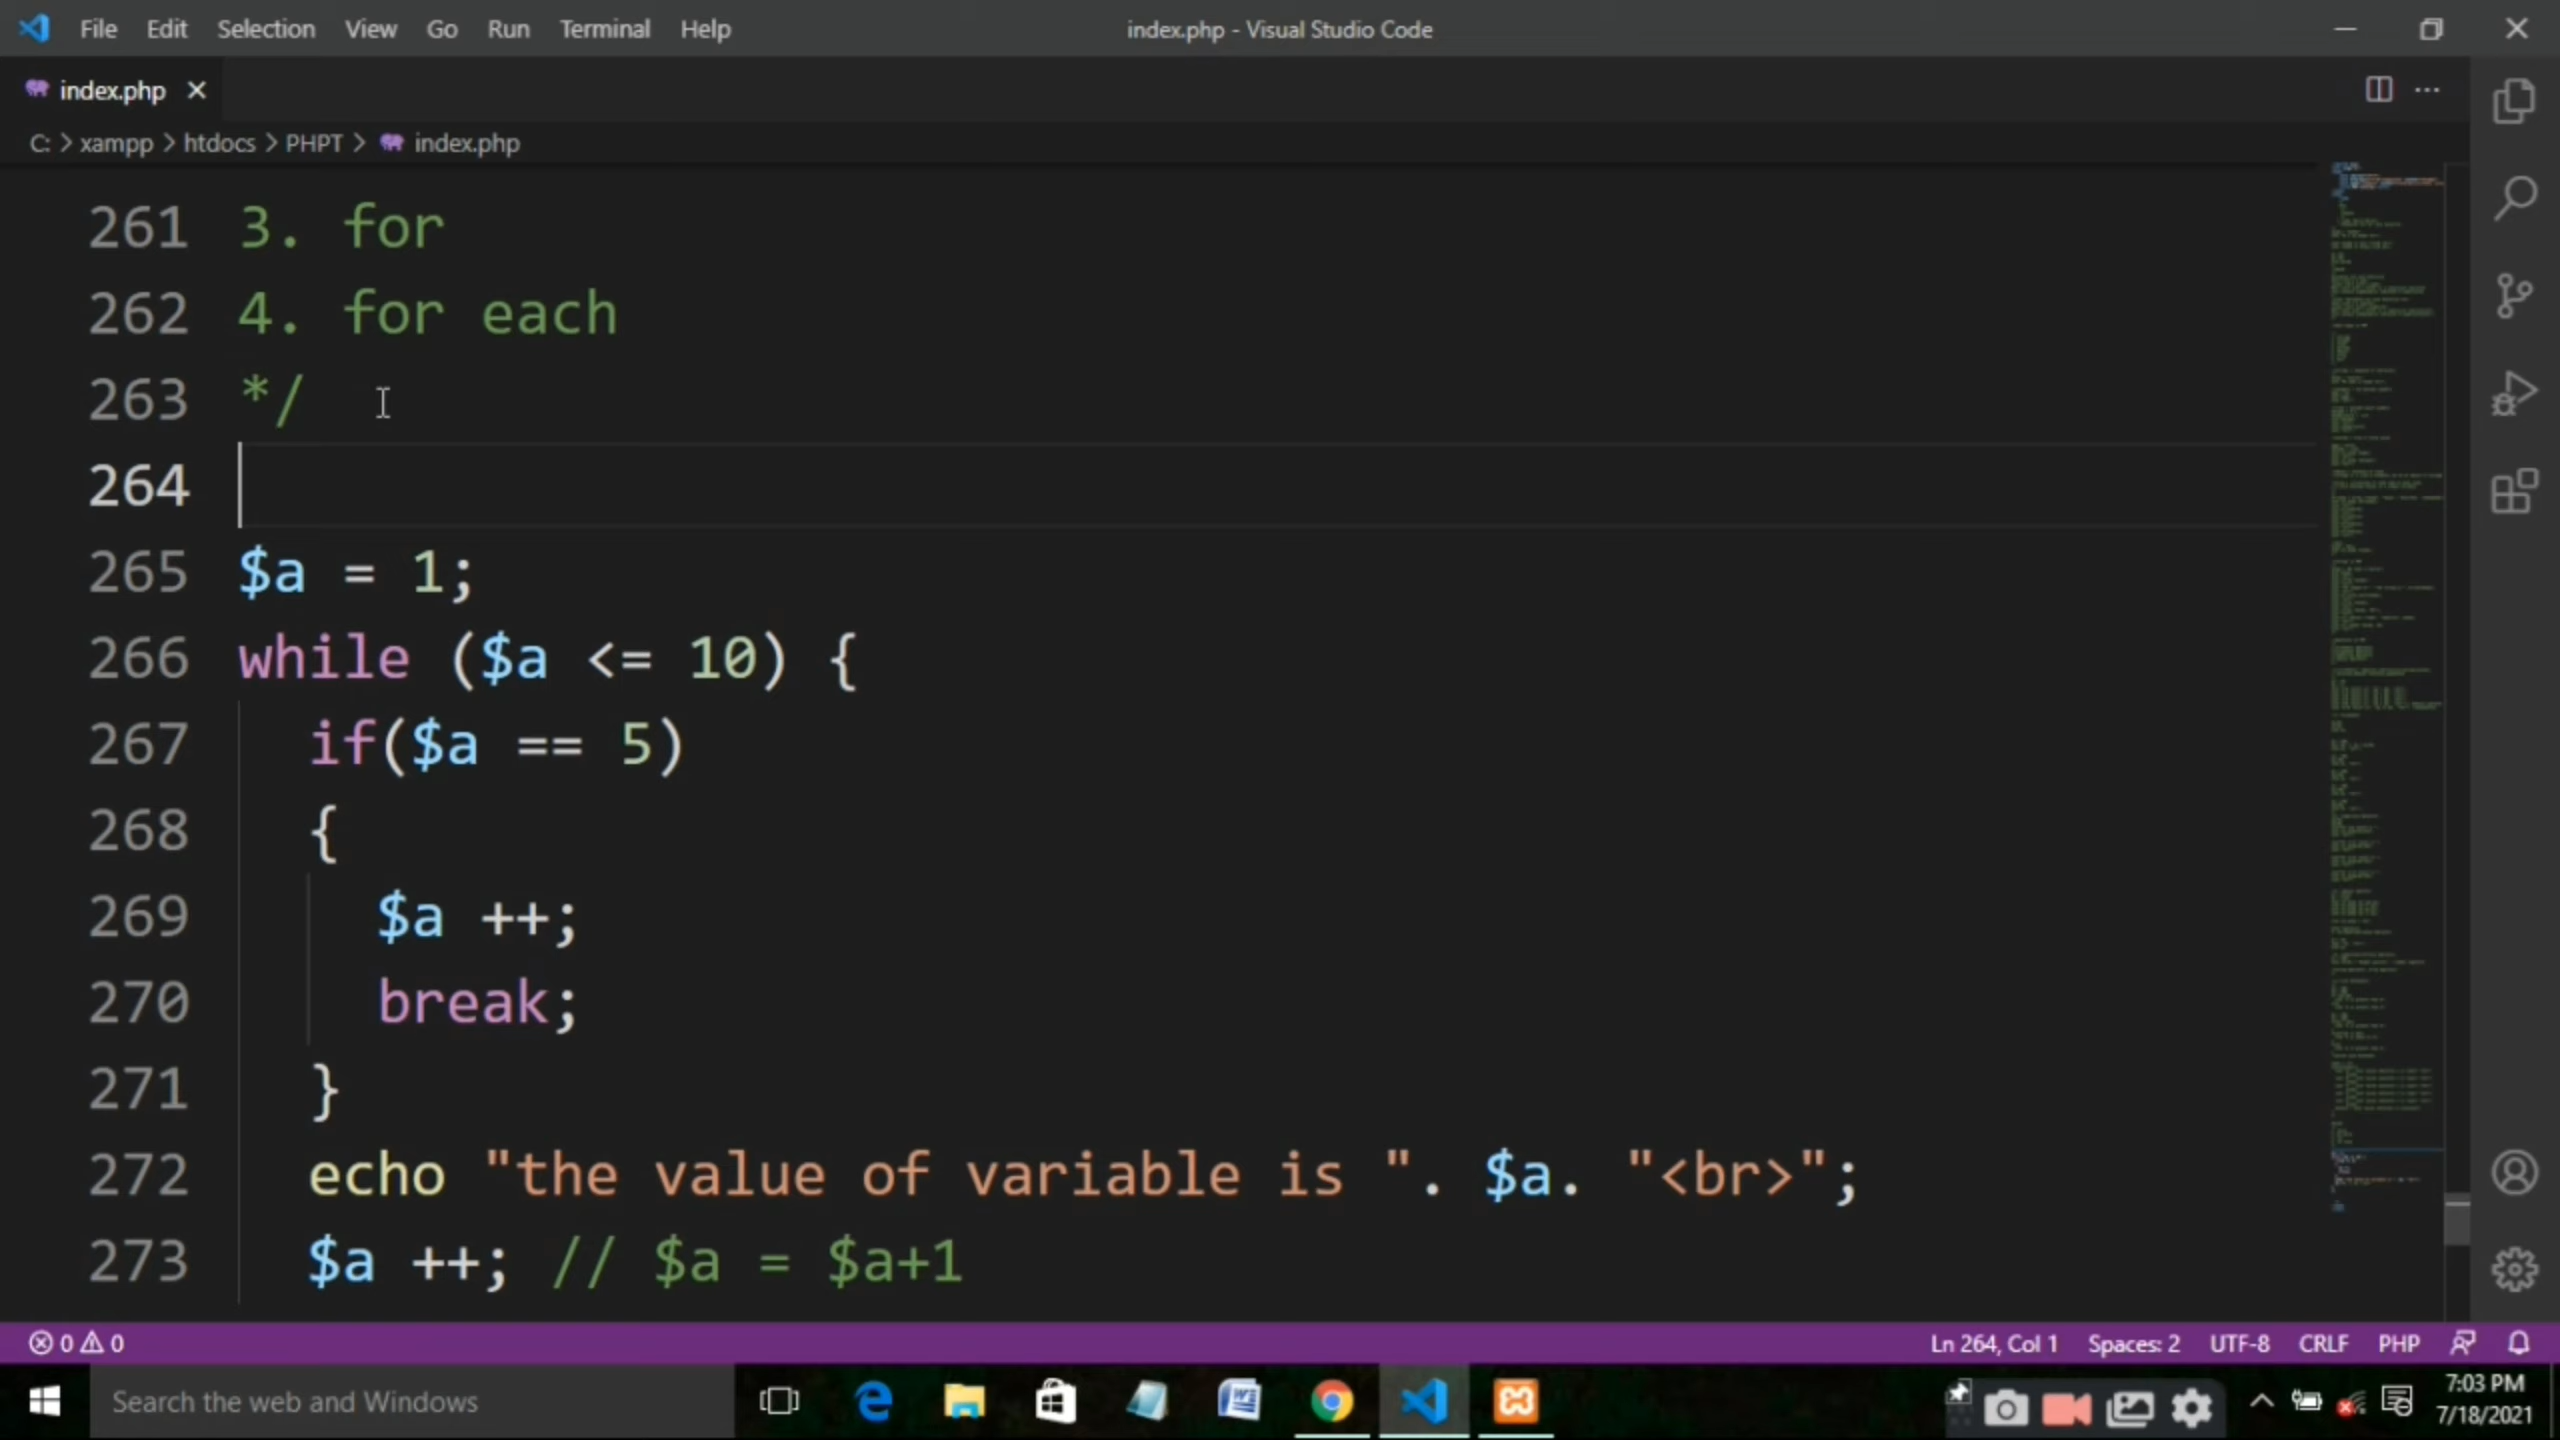 File Edit Selection View Go Run Terminal Help index.php - Visual Studio Code
index.php
C: > xampp > htdocs > PHPT > index.php
261 3. for
262 4. for each
263 */
264
265 $a = 1;
266 while ($a <= 10) {
267 if($a == 5)
268 {
269 $a ++;
270 break;
271 }
272 echo "the value of variable is ". $a. "<br>";
273 $a ++; // $a = $a+1
0 0 Ln 264, Col 1 Spaces: 2 UTF-8 CRLF PHP
Search the web and Windows
7:03 PM
7/18/2021